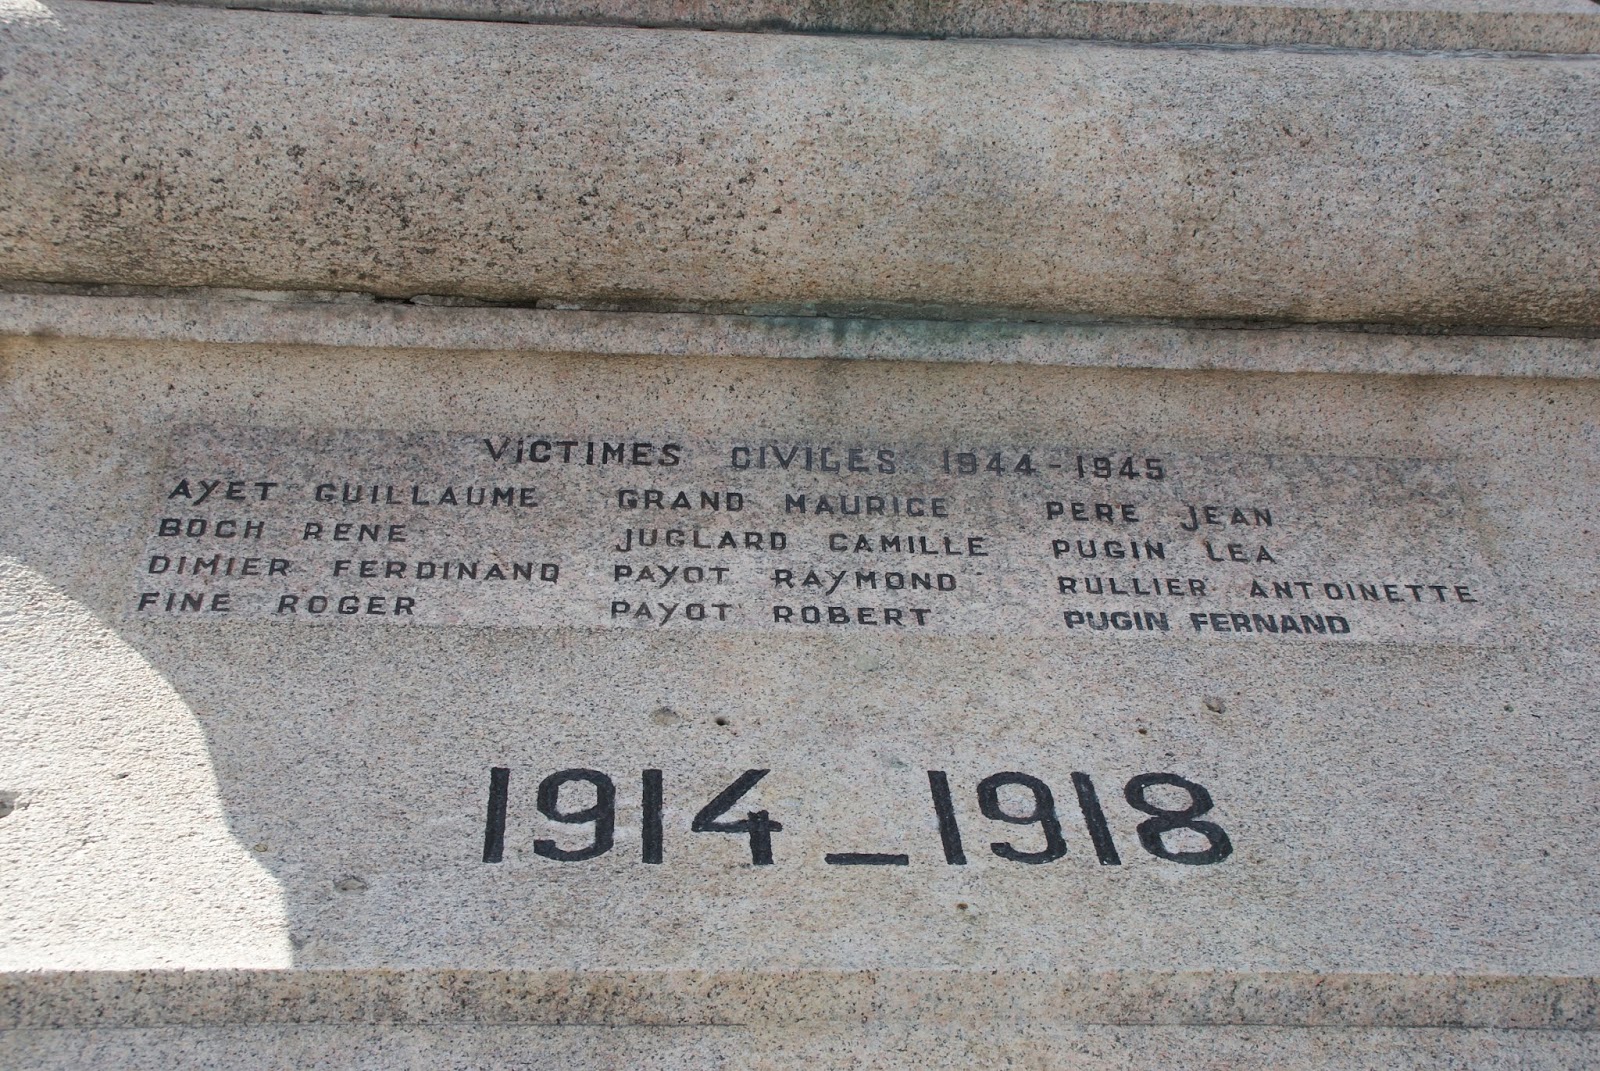 ViCTIMES CIVILES 1944-1945
AYET GUILLAUME GRAND MAURICE PERE JEAN
BOCH RENE JUGLARD CAMILLE PUGIN LEA
DIMIER FERDINAND PAYOT RAYMOND RULLIER ANTOINETTE
FINE ROGER PAYOT ROBERT PUGIN FERNAND
1914_1918